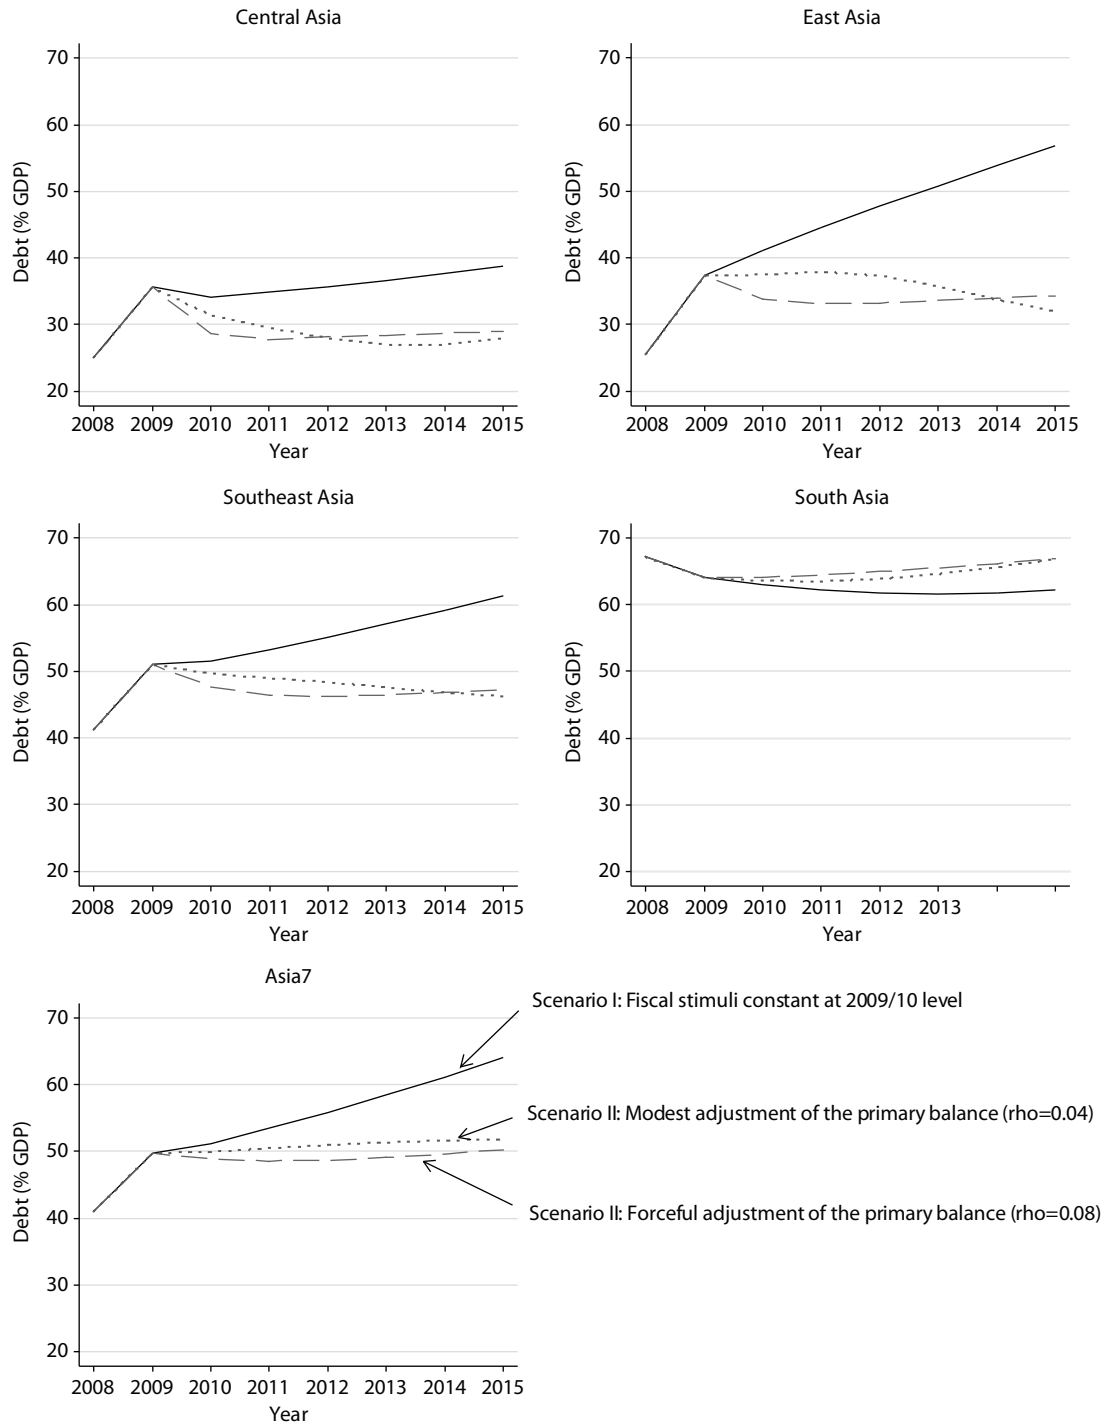 Central Asia
70
60
50
40
30
20
Debt (% GDP)
2008 2009 2010 2011 2012 2013 2014 2015
Year
East Asia
70
60
50
40
30
20
Debt (% GDP)
2008 2009 2010 2011 2012 2013 2014 2015
Year
Southeast Asia
70
60
50
40
30
20
Debt (% GDP)
2008 2009 2010 2011 2012 2013 2014 2015
Year
South Asia
70
60
50
40
30
20
Debt (% GDP)
2008 2009 2010 2011 2012 2013
Year
Asia7
70
60
50
40
30
20
Debt (% GDP)
2008 2009 2010 2011 2012 2013 2014 2015
Year
Scenario I: Fiscal stimuli constant at 2009/10 level
Scenario II: Modest adjustment of the primary balance (rho=0.04)
Scenario II: Forceful adjustment of the primary balance (rho=0.08)